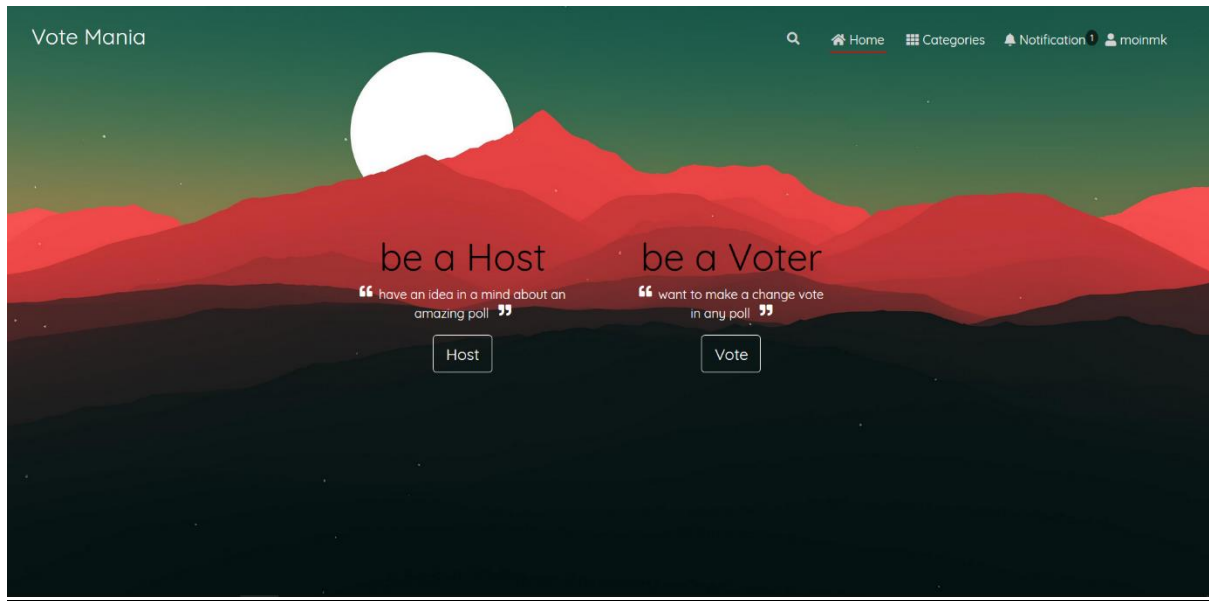 Vote Mania
Home Categories Notification 1 moinmk
be a Host
❝ have an idea in a mind about an
amazing poll ❞
Host
be a Voter
❝ want to make a change vote
in any poll ❞
Vote